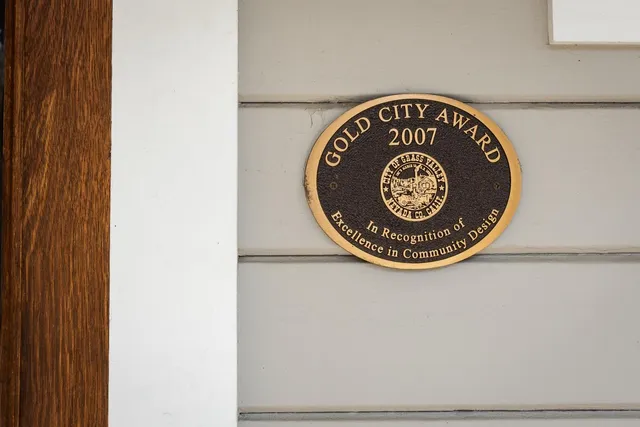 GOLD CITY AWARD
2007
CITY OF GRASS VALLEY
NEVADA CO. CALIF.
In Recognition of
Excellence in Community Design